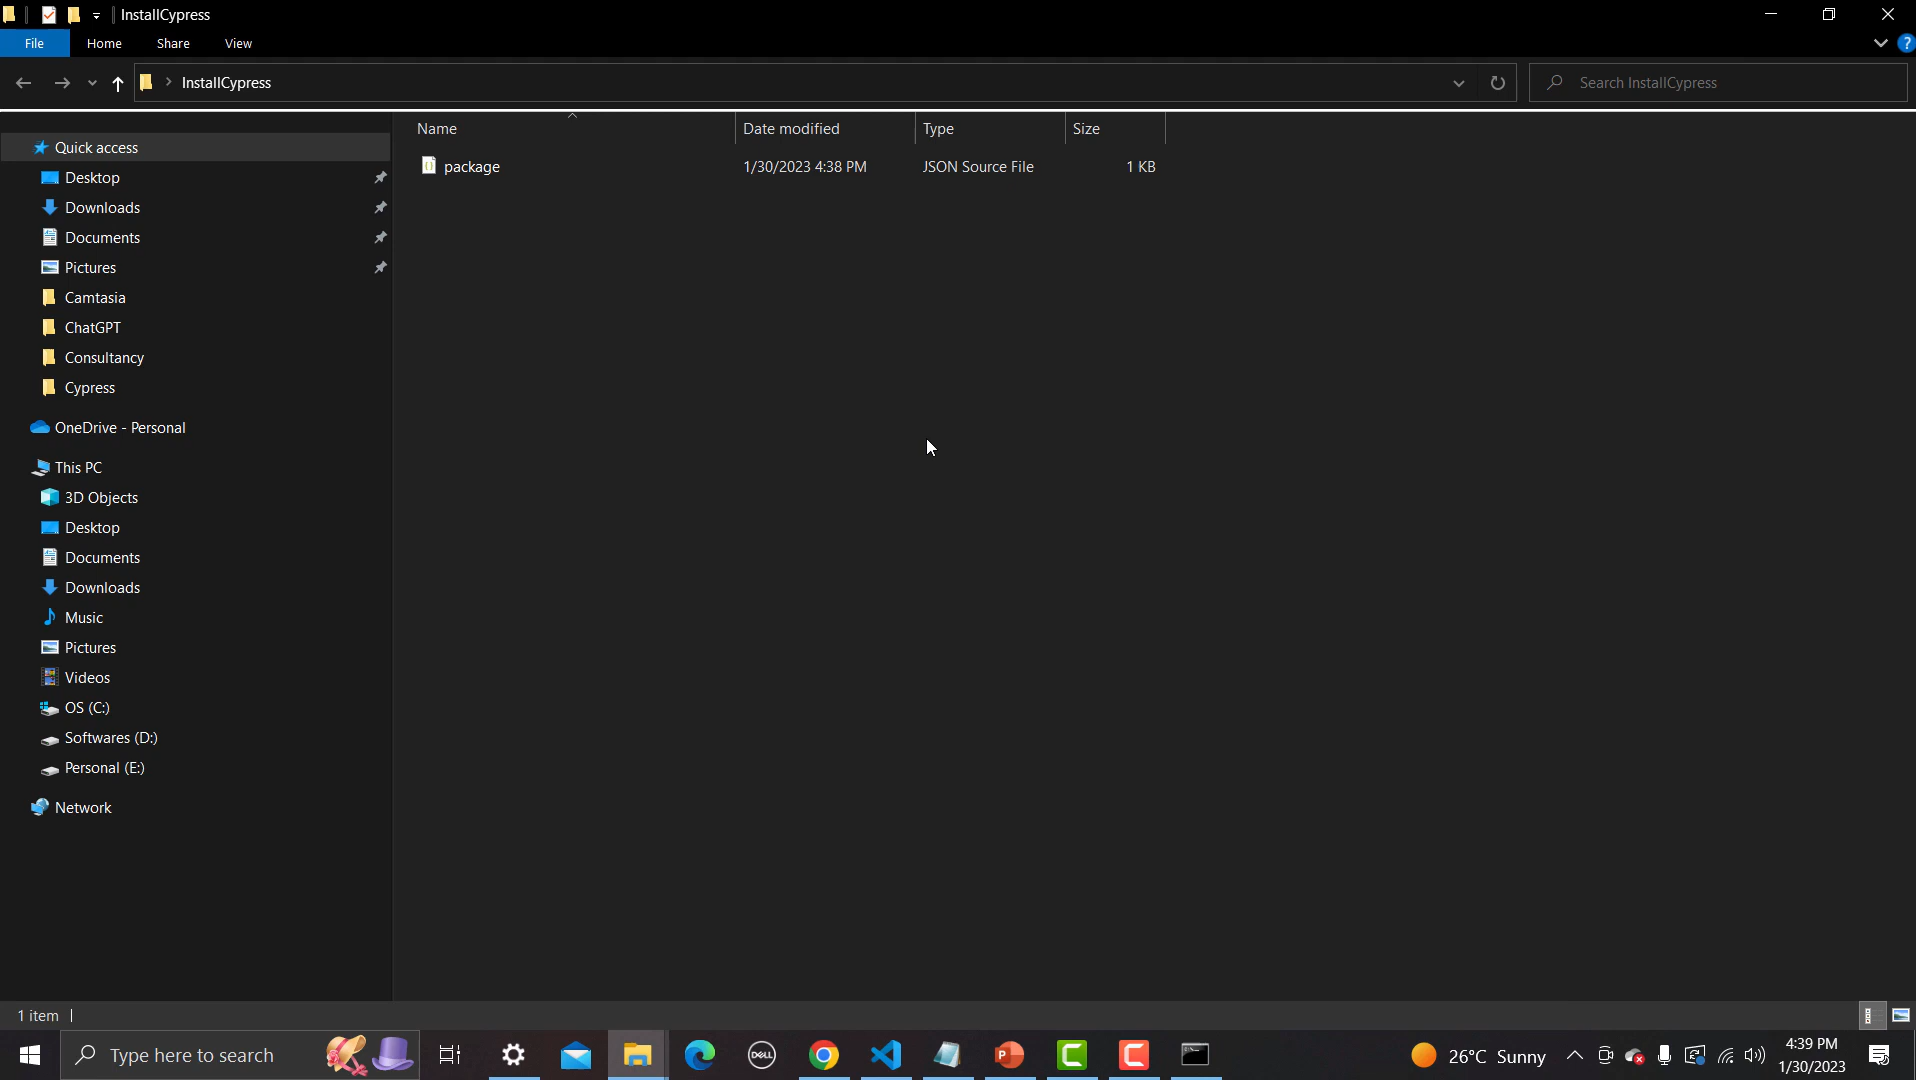 InstallCypress
File Home Share View
InstallCypress
Search InstallCypress
Name Date modified Type Size
package 1/30/2023 4:38 PM JSON Source File 1 KB
Quick access
Desktop
Downloads
Documents
Pictures
Camtasia
ChatGPT
Consultancy
Cypress
OneDrive - Personal
This PC
3D Objects
Desktop
Documents
Downloads
Music
Pictures
Videos
OS (C:)
Softwares (D:)
Personal (E:)
Network
1 item
Type here to search
DELL
26°C Sunny
4:39 PM
1/30/2023